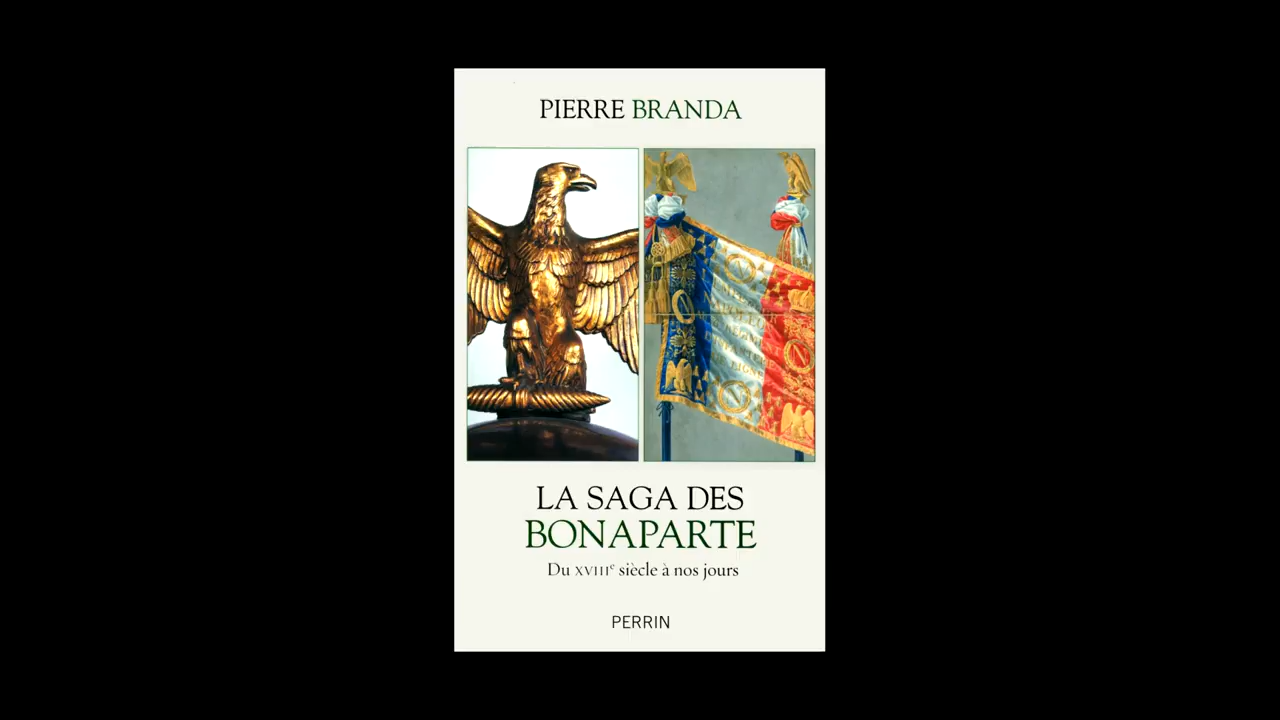 PIERRE BRANDA
LA SAGA DES
BONAPARTE
Du XVIIIe siècle à nos jours
PERRIN